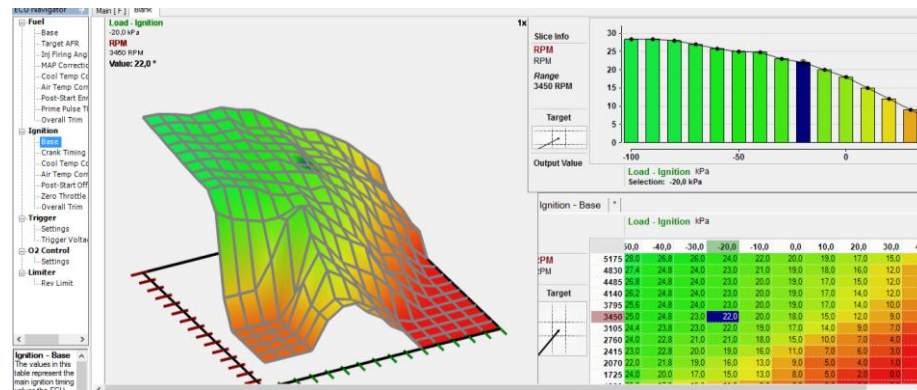 ECU Navigator
Fuel
Base
Target AFR
Inj Firing Ang
MAP Correctio
Cool Temp Co
Air Temp Corr
Post-Start Enr
Prime Pulse Ti
Overall Trim
Ignition
Base
Crank Timing
Cool Temp Co
Air Temp Corr
Post-Start Off
Zero Throttle
Overall Trim
Trigger
Settings
Trigger Voltag
O2 Control
Settings
Limiter
Rev Limit
Ignition - Base
The values in this
table represent the
main ignition timing
Main [ F ] Blank
Load - Ignition
-20,0 kPa
RPM
3450 RPM
Value: 22,0 °
1x
Slice Info
RPM
RPM
Range
3450 RPM
Target
Output Value
30
25
20
15
10
5
0
-100 -50 0
Load - Ignition kPa
Selection: -20,0 kPa
Ignition - Base *
Load - Ignition kPa
50,0 -40,0 -30,0 -20,0 -10,0 0,0 10,0 20,0 30,0
RPM
RPM
Target
5175 28,0 26,8 26,0 24,0 22,0 20,0 19,0 17,0 15,0
4830 27,4 24,8 24,0 23,0 21,0 19,0 18,0 16,0 12,0
4485 26,8 24,8 24,0 23,0 20,0 19,0 17,0 15,0 12,0
4140 26,2 24,8 24,0 23,0 20,0 19,0 17,0 14,0 12,0
3795 25,6 24,8 24,0 23,0 20,0 19,0 17,0 14,0 10,0
3450 25,0 24,8 23,0 22,0 20,0 18,0 15,0 12,0 9,0
3105 24,4 23,8 23,0 22,0 19,0 17,0 14,0 9,0 7,0
2760 24,0 22,8 21,0 21,0 18,0 15,0 10,0 7,0 4,0
2415 23,0 22,8 20,0 19,0 16,0 11,0 7,0 6,0 3,0
2070 22,0 21,8 19,0 16,0 13,0 9,0 5,0 4,0 1,0
1725 24,0 20,0 17,0 15,0 13,0 8,0 5,0 2,0 0,0